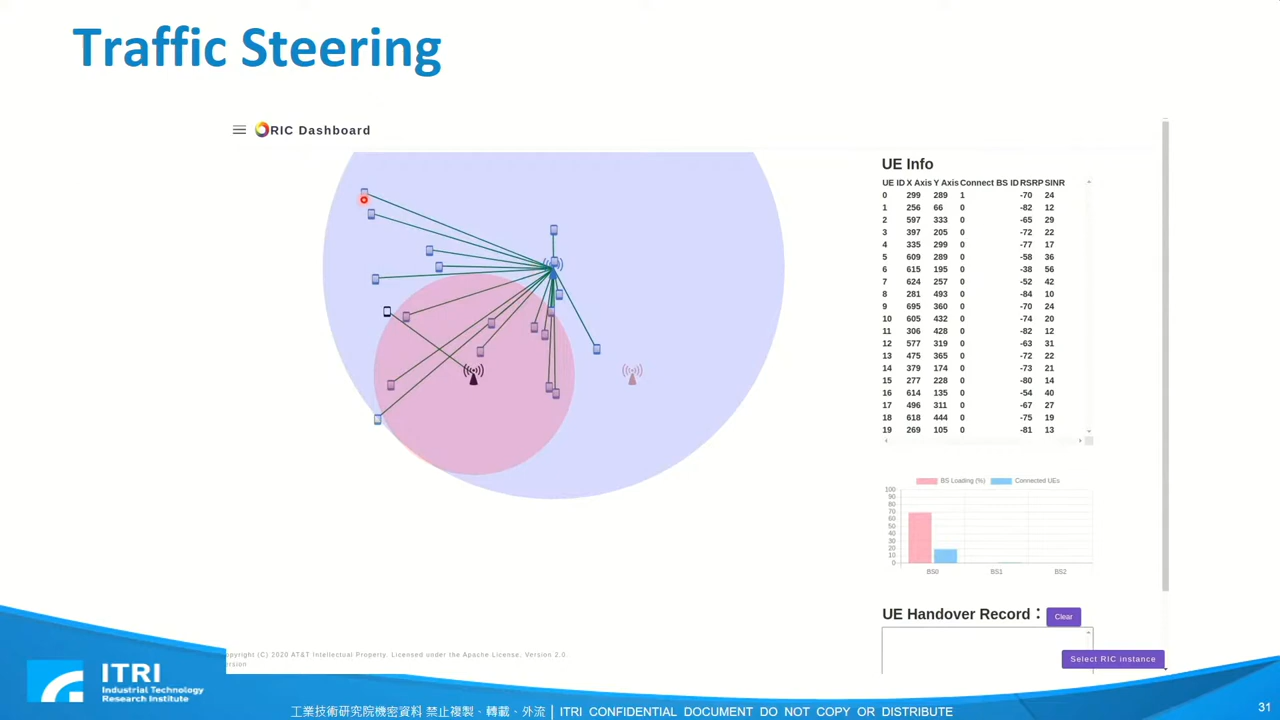 Traffic Steering
RIC Dashboard
UE Info
UE ID X Axis Y Axis Connect BS ID RSRP SINR
0 299 289 1 -70 24
1 256 66 0 -82 12
2 597 333 0 -65 29
3 397 205 0 -72 22
4 335 299 0 -77 17
5 609 289 0 -58 36
6 615 195 0 -38 56
7 624 257 0 -52 42
8 281 493 0 -84 10
9 695 360 0 -70 24
10 605 432 0 -74 20
11 306 428 0 -82 12
12 577 319 0 -63 31
13 475 365 0 -72 22
14 379 174 0 -73 21
15 277 228 0 -80 14
16 614 135 0 -54 40
17 496 311 0 -67 27
18 618 444 0 -75 19
19 269 105 0 -81 13
BS Loading (%) Connected UEs
100
90
80
70
60
50
40
30
20
10
0
BS0 BS1 BS2
UE Handover Record：
Clear
Select RIC instance
opyright (C) 2020 AT&T Intellectual Property. Licensed under the Apache License, Version 2.0
ersion
ITRI
Industrial Technology
Research Institute
工業技術研究院機密資料 禁止複製、轉載、外流 │ ITRI CONFIDENTIAL DOCUMENT DO NOT COPY OR DISTRIBUTE
31